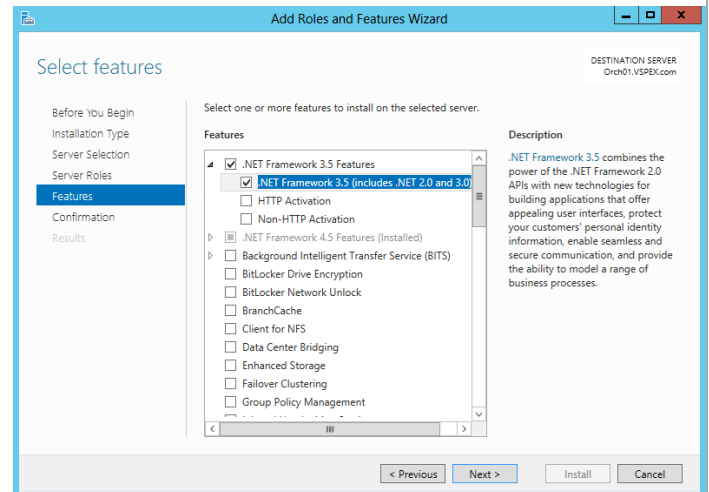 Add Roles and Features Wizard
Select features
DESTINATION SERVER
Orch01.VSPEX.com
Before You Begin
Installation Type
Server Selection
Server Roles
Features
Confirmation
Results
Select one or more features to install on the selected server.
Features
.NET Framework 3.5 Features
.NET Framework 3.5 (includes .NET 2.0 and 3.0)
HTTP Activation
Non-HTTP Activation
.NET Framework 4.5 Features (Installed)
Background Intelligent Transfer Service (BITS)
BitLocker Drive Encryption
BitLocker Network Unlock
BranchCache
Client for NFS
Data Center Bridging
Enhanced Storage
Failover Clustering
Group Policy Management
Description
.NET Framework 3.5 combines the
power of the .NET Framework 2.0
APIs with new technologies for
building applications that offer
appealing user interfaces, protect
your customers' personal identity
information, enable seamless and
secure communication, and provide
the ability to model a range of
business processes.
< Previous
Next >
Install
Cancel